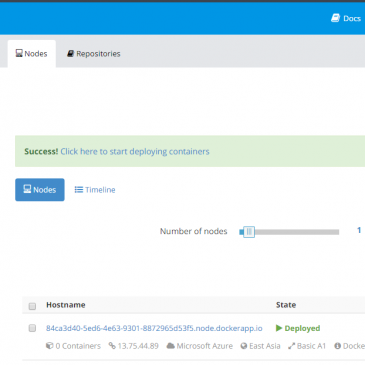 Docs
Nodes Repositories
Success! Click here to start deploying containers
Nodes Timeline
Number of nodes 1
Hostname State
84ca3d40-5ed6-4e63-9301-8872965d53f5.node.dockerapp.io Deployed
0 Containers 13.75.44.89 Microsoft Azure East Asia Basic A1 Docke